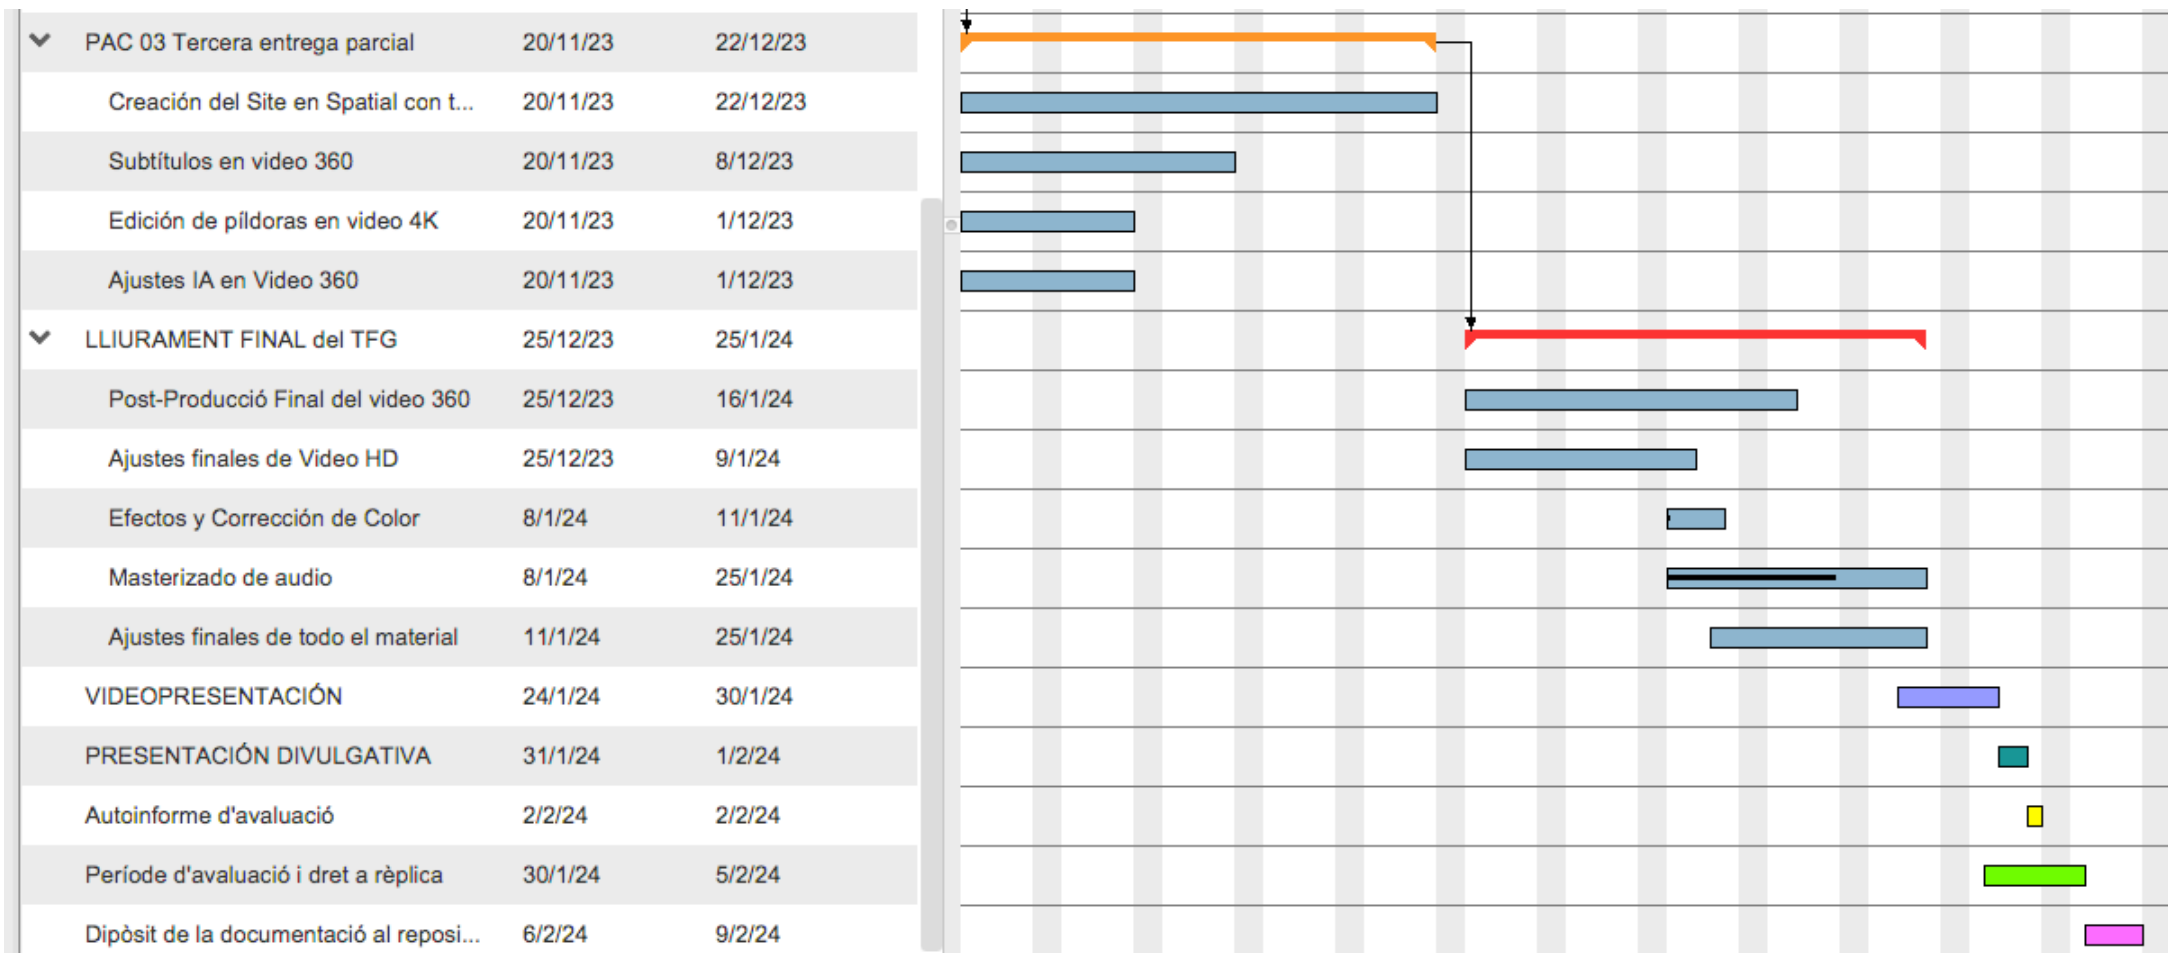 PAC 03 Tercera entrega parcial 20/11/23 22/12/23
Creación del Site en Spatial con t... 20/11/23 22/12/23
Subtítulos en video 360 20/11/23 8/12/23
Edición de píldoras en video 4K 20/11/23 1/12/23
Ajustes IA en Video 360 20/11/23 1/12/23
LLIURAMENT FINAL del TFG 25/12/23 25/1/24
Post-Producció Final del video 360 25/12/23 16/1/24
Ajustes finales de Video HD 25/12/23 9/1/24
Efectos y Corrección de Color 8/1/24 11/1/24
Masterizado de audio 8/1/24 25/1/24
Ajustes finales de todo el material 11/1/24 25/1/24
VIDEOPRESENTACIÓN 24/1/24 30/1/24
PRESENTACIÓN DIVULGATIVA 31/1/24 1/2/24
Autoinforme d'avaluació 2/2/24 2/2/24
Període d'avaluació i dret a rèplica 30/1/24 5/2/24
Dipòsit de la documentació al reposi... 6/2/24 9/2/24